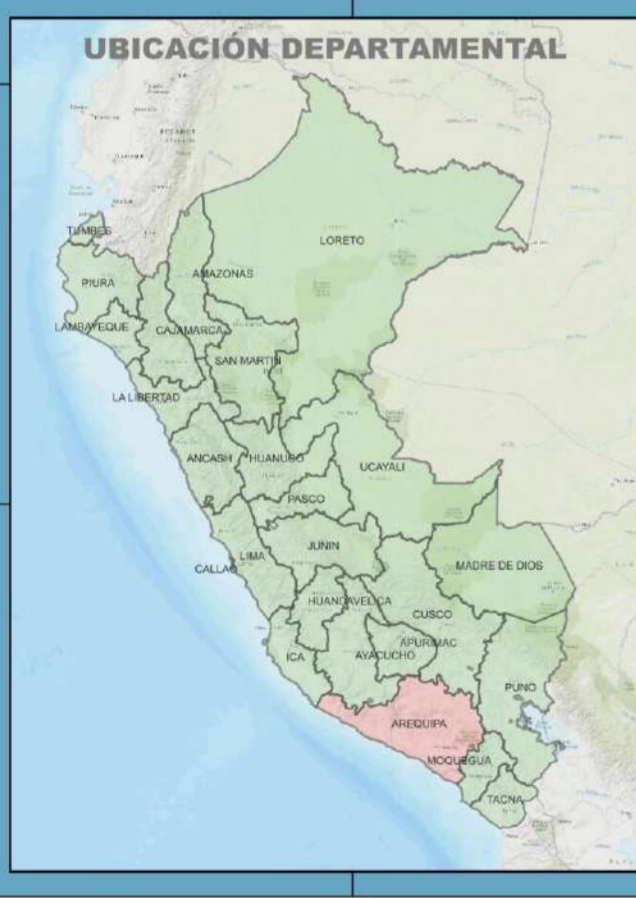 UBICACIÓN DEPARTAMENTAL
TUMBES
LORETO
PIURA
AMAZONAS
LAMBAYEQUE
CAJAMARCA
SAN MARTIN
LA LIBERTAD
ANCASH
HUANUCO
UCAYALI
PASCO
JUNIN
LIMA
CALLAO
MADRE DE DIOS
HUANCAVELICA
CUSCO
APURIMAC
AYACUCHO
ICA
PUNO
AREQUIPA
MOQUEGUA
TACNA